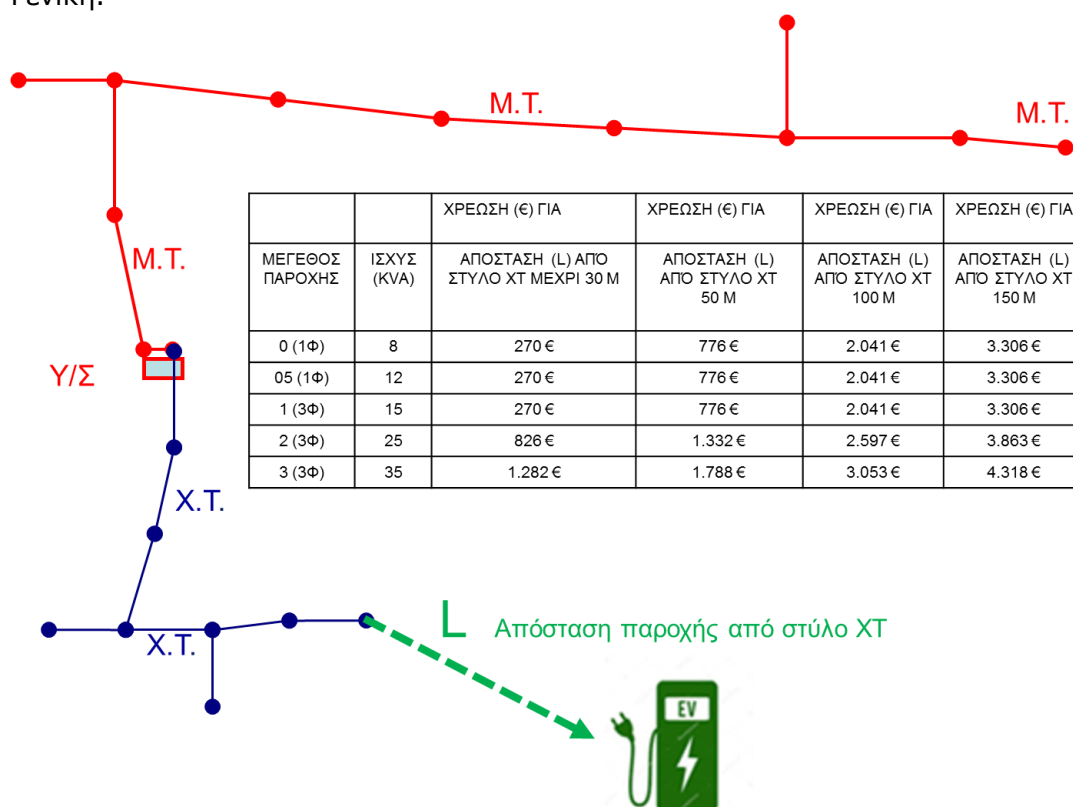 Γενική.
Μ.Τ.
Μ.Τ.
Μ.Τ.
Υ/Σ
ΧΡΕΩΣΗ (€) ΓΙΑ ΧΡΕΩΣΗ (€) ΓΙΑ ΧΡΕΩΣΗ (€) ΓΙΑ ΧΡΕΩΣΗ (€) ΓΙΑ
ΜΕΓΕΘΟΣ ΙΣΧΥΣ ΑΠΟΣΤΑΣΗ (L) ΑΠΌ ΑΠΟΣΤΑΣΗ (L) ΑΠΟΣΤΑΣΗ (L) ΑΠΟΣΤΑΣΗ (L)
ΠΑΡΟΧΗΣ (KVA) ΣΤΥΛΟ ΧΤ ΜΕΧΡΙ 30 Μ ΑΠΌ ΣΤΥΛΟ ΧΤ ΑΠΌ ΣΤΥΛΟ ΧΤ ΑΠΌ ΣΤΥΛΟ ΧΤ
50 Μ 100 Μ 150 Μ
0 (1Φ) 8 270 € 776 € 2.041 € 3.306 €
05 (1Φ) 12 270 € 776 € 2.041 € 3.306 €
1 (3Φ) 15 270 € 776 € 2.041 € 3.306 €
2 (3Φ) 25 826 € 1.332 € 2.597 € 3.863 €
3 (3Φ) 35 1.282 € 1.788 € 3.053 € 4.318 €
Χ.Τ.
Χ.Τ.
L Απόσταση παροχής από στύλο ΧΤ
EV